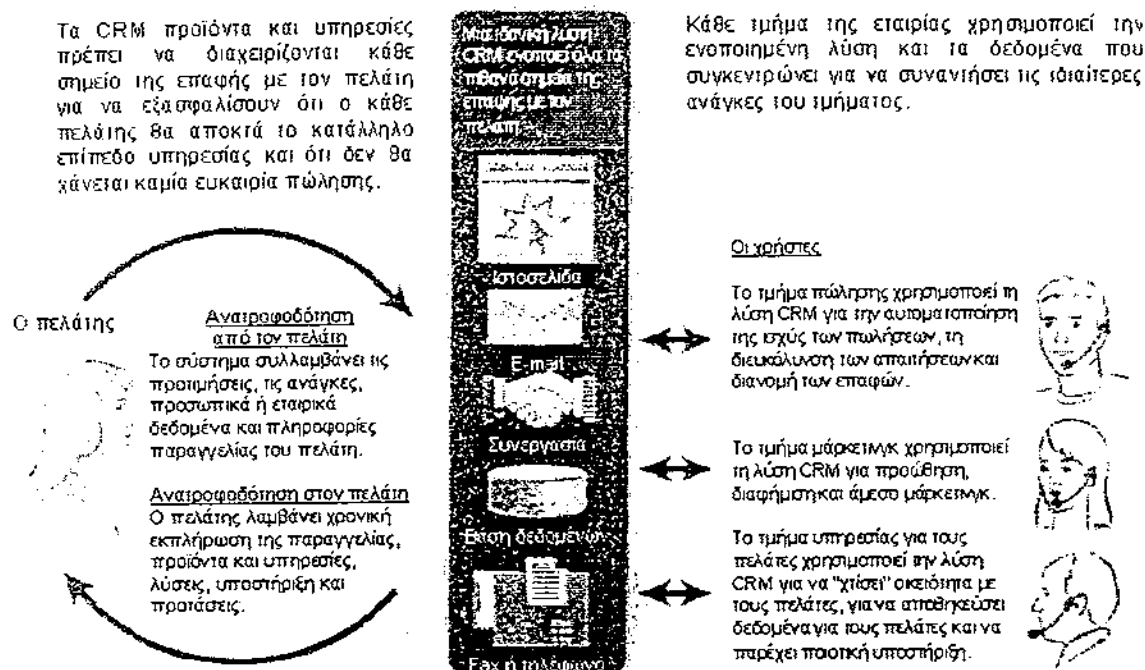 Τα CRM προϊόντα και υπηρεσίες
πρέπει να διαχειρίζονται κάθε
σημείο της επαφής με τον πελάτη
για να εξασφαλίσουν ότι ο κάθε
πελάτης θα αποκτά το κατάλληλο
επίπεδο υπηρεσίας και ότι δεν θα
χάνεται καμία ευκαιρία πώλησης.
Μια ιδανική λύση
CRM ενοποιεί όλα τα
πιθανά σημεία της
επαφής με τον
πελάτη
Κάθε τμήμα της εταιρίας χρησιμοποιεί την
ενοποιημένη λύση και τα δεδομένα που
συγκεντρώνει για να συναντήσει τις ιδιαίτερες
ανάγκες του τμήματος.
Ο πελάτης
Ανατροφοδότηση
από τον πελάτη
Το σύστημα συλλαμβάνει τις
προτιμήσεις, τις ανάγκες,
προσωπικά ή εταιρικά
δεδομένα και πληροφορίες
παραγγελίας του πελάτη.
Ανατροφοδότηση στον πελάτη
Ο πελάτης λαμβάνει χρονική
εκπλήρωση της παραγγελίας,
προϊόντα και υπηρεσίες,
λύσεις, υποστήριξη και
προτάσεις.
Ιστοσελίδα
E-mail
Συνεργασία
Βάση δεδομένων
Fax ή τηλέφωνο
Οι χρήστες
Το τμήμα πώλησης χρησιμοποιεί τη
λύση CRM για την αυτοματοποίηση
της ισχύς των πωλήσεων, τη
διευκόλυνση των απαιτήσεων και
διανομή των επαφών.
Το τμήμα μάρκετινγκ χρησιμοποιεί
τη λύση CRM για προώθηση,
διαφήμιση και άμεσο μάρκετινγκ.
Το τμήμα υπηρεσίας για τους
πελάτες χρησιμοποιεί την λύση
CRM για να "χτίσει" οικειότητα με
τους πελάτες, για να αποθηκεύσει
δεδομένα για τους πελάτες και να
παρέχει ποιοτική υποστήριξη.